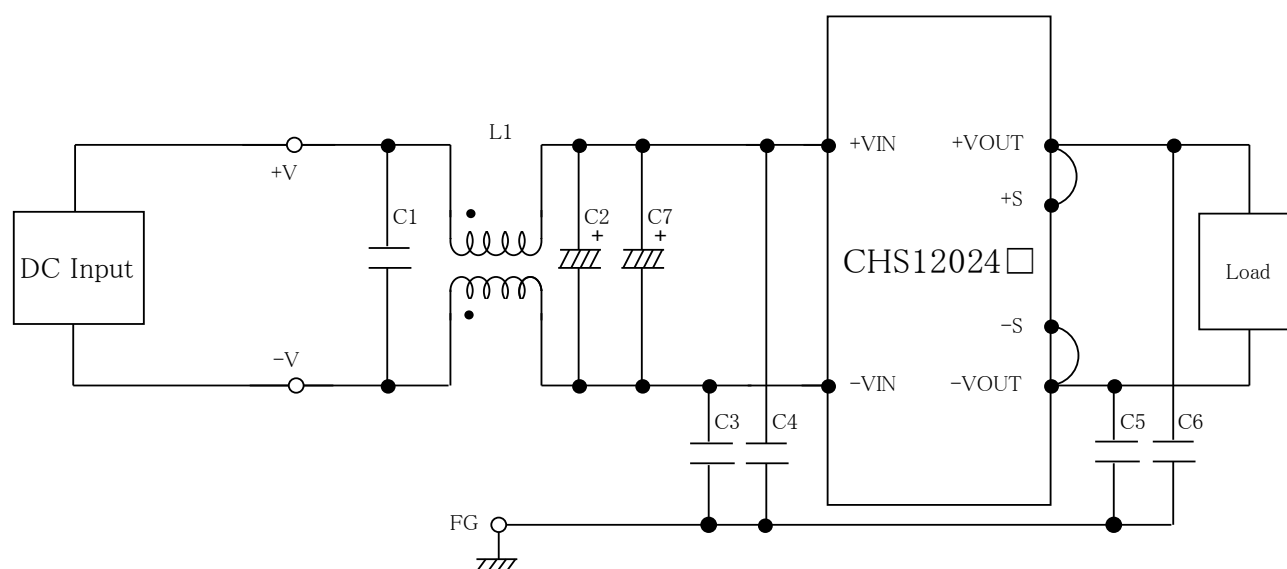 L1
+V
+VIN
+VOUT
C1
C2
+
C7
+
+S
DC Input
CHS12024□
Load
-S
-V
-VIN
-VOUT
C3
C4
C5
C6
FG